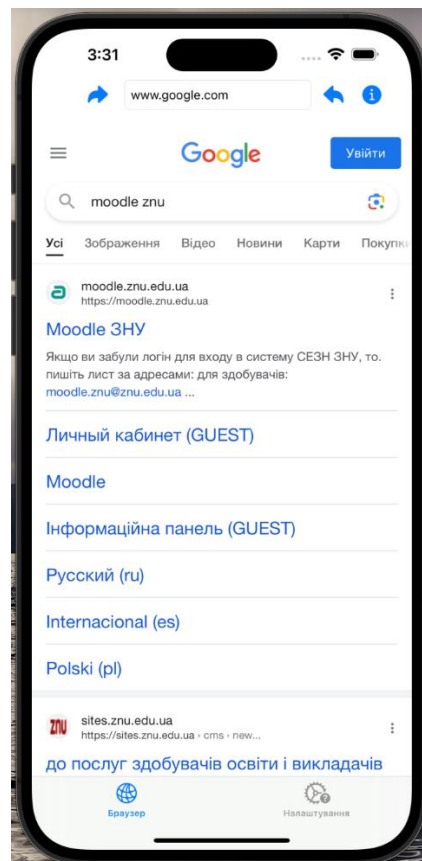 3:31
www.google.com
Google
Увійти
moodle znu
Усі Зображення Відео Новини Карти Покупки
moodle.znu.edu.ua
https://moodle.znu.edu.ua
Moodle ЗНУ
Якщо ви забули логін для входу в систему СЕЗН ЗНУ, то.
пишіть лист за адресами: для здобувачів:
moodle.znu@znu.edu.ua ...
Личный кабинет (GUEST)
Moodle
Інформаційна панель (GUEST)
Русский (ru)
Internacional (es)
Polski (pl)
ZNU
sites.znu.edu.ua
https://sites.znu.edu.ua › cms › new...
до послуг здобувачів освіти і викладачів
Браузер Налаштування